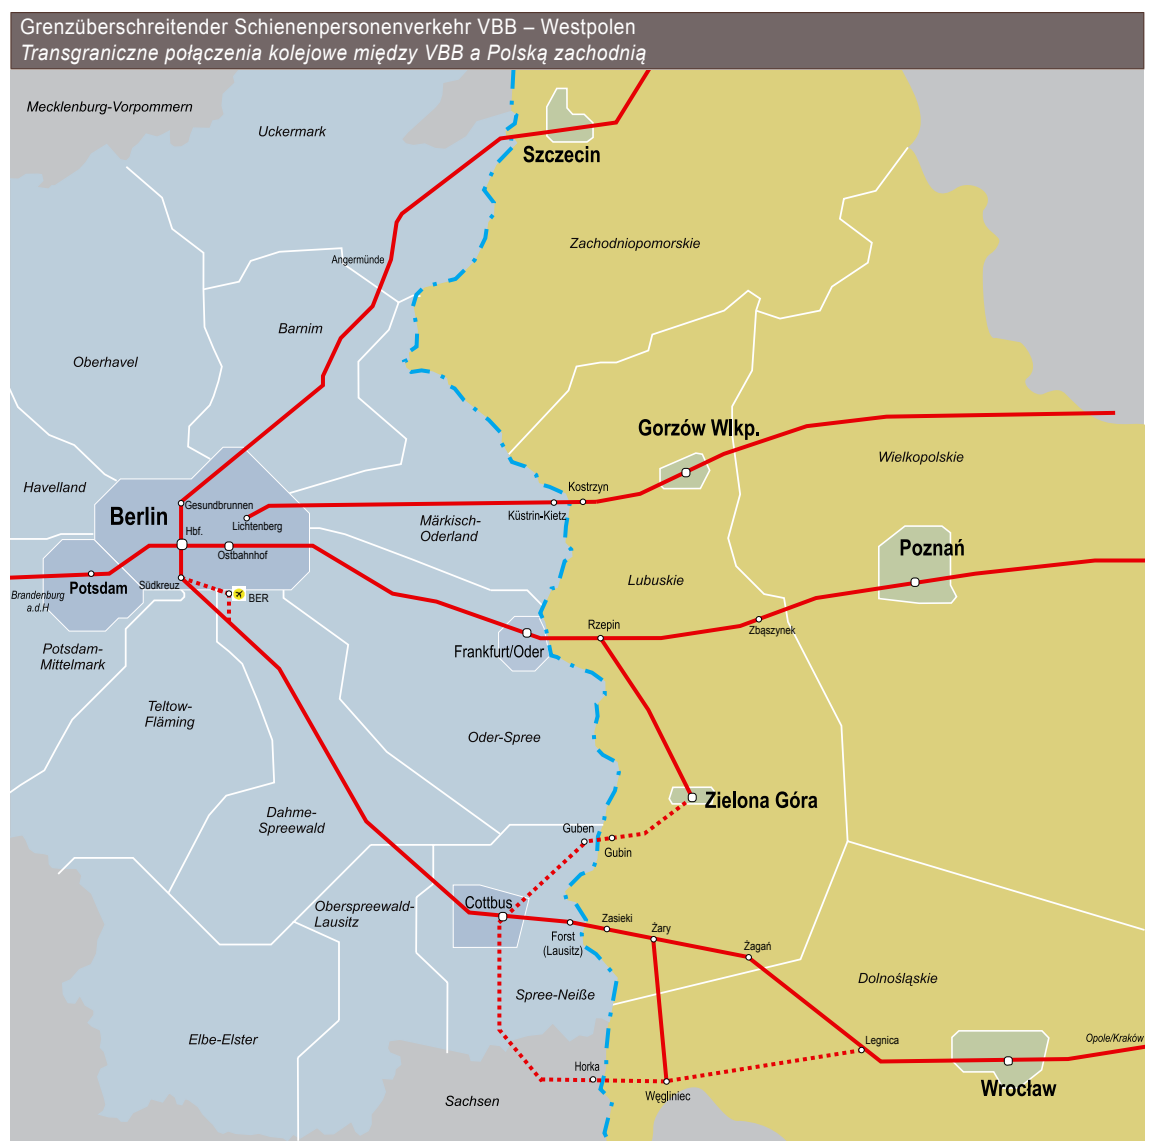 Grenzüberschreitender Schienenpersonenverkehr VBB – Westpolen
Transgraniczne połączenia kolejowe między VBB a Polską zachodnią
Mecklenburg-Vorpommern
Uckermark
Szczecin
Zachodniopomorskie
Angermünde
Barnim
Oberhavel
Gorzów Wlkp.
Wielkopolskie
Havelland
Kostrzyn
Gesundbrunnen
Küstrin-Kietz
Berlin
Lichtenberg
Märkisch-
Oderland
Hbf.
Ostbahnhof
Poznań
Lubuskie
Südkreuz
Potsdam
Brandenburg
a.d.H
BER
Rzepin
Zbąszynek
Frankfurt/Oder
Potsdam-
Mittelmark
Teltow-
Fläming
Oder-Spree
Zielona Góra
Dahme-
Spreewald
Guben
Gubin
Cottbus
Oberspreewald-
Lausitz
Zasieki
Forst
(Lausitz)
Żary
Żagań
Dolnośląskie
Spree-Neiße
Elbe-Elster
Legnica
Opole/Kraków
Horka
Węgliniec
Wrocław
Sachsen